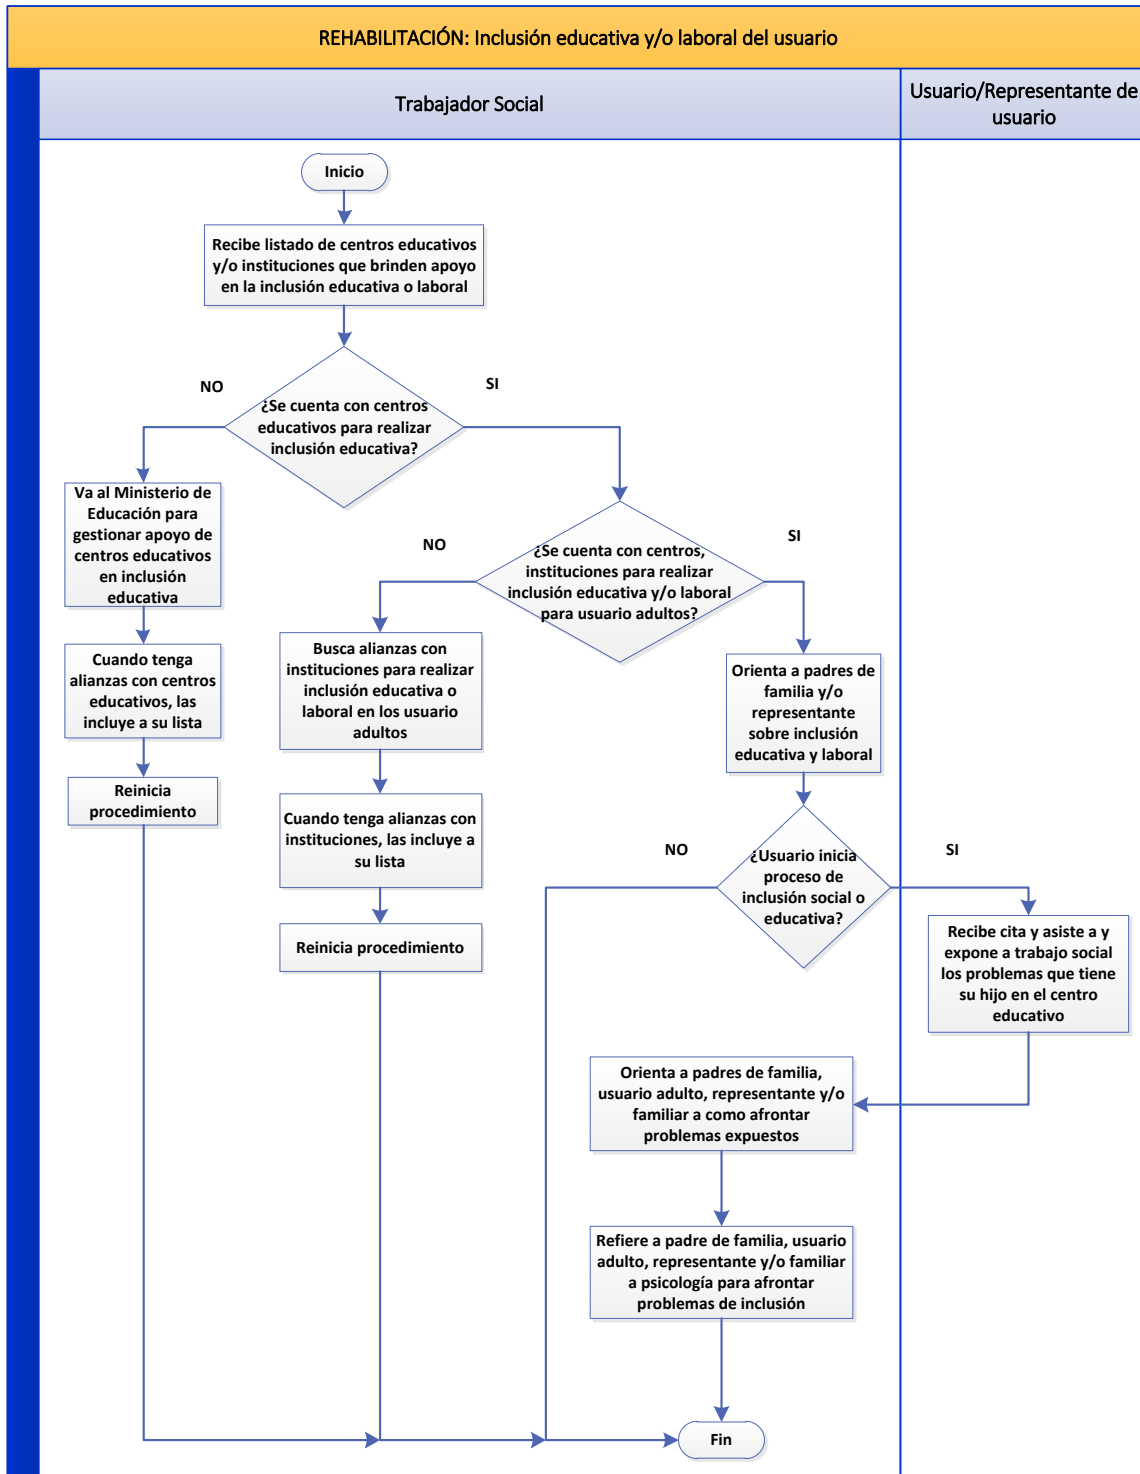 REHABILITACIÓN: Inclusión educativa y/o laboral del usuario
Trabajador Social
Usuario/Representante de
usuario
Inicio
Recibe listado de centros educativos
y/o instituciones que brinden apoyo
en la inclusión educativa o laboral
NO
SI
¿Se cuenta con centros
educativos para realizar
inclusión educativa?
Va al Ministerio de
Educación para
gestionar apoyo de
centros educativos
en inclusión
educativa
NO
SI
¿Se cuenta con centros,
instituciones para realizar
inclusión educativa y/o laboral
para usuario adultos?
Cuando tenga
alianzas con centros
educativos, las
incluye a su lista
Busca alianzas con
instituciones para realizar
inclusión educativa o
laboral en los usuario
adultos
Orienta a padres de
familia y/o
representante
sobre inclusión
educativa y laboral
Reinicia
procedimiento
Cuando tenga alianzas con
instituciones, las incluye a
su lista
NO
SI
¿Usuario inicia
proceso de
inclusión social o
educativa?
Reinicia procedimiento
Recibe cita y asiste a y
expone a trabajo social
los problemas que tiene
su hijo en el centro
educativo
Orienta a padres de familia,
usuario adulto, representante y/o
familiar a como afrontar
problemas expuestos
Refiere a padre de familia, usuario
adulto, representante y/o familiar
a psicología para afrontar
problemas de inclusión
Fin